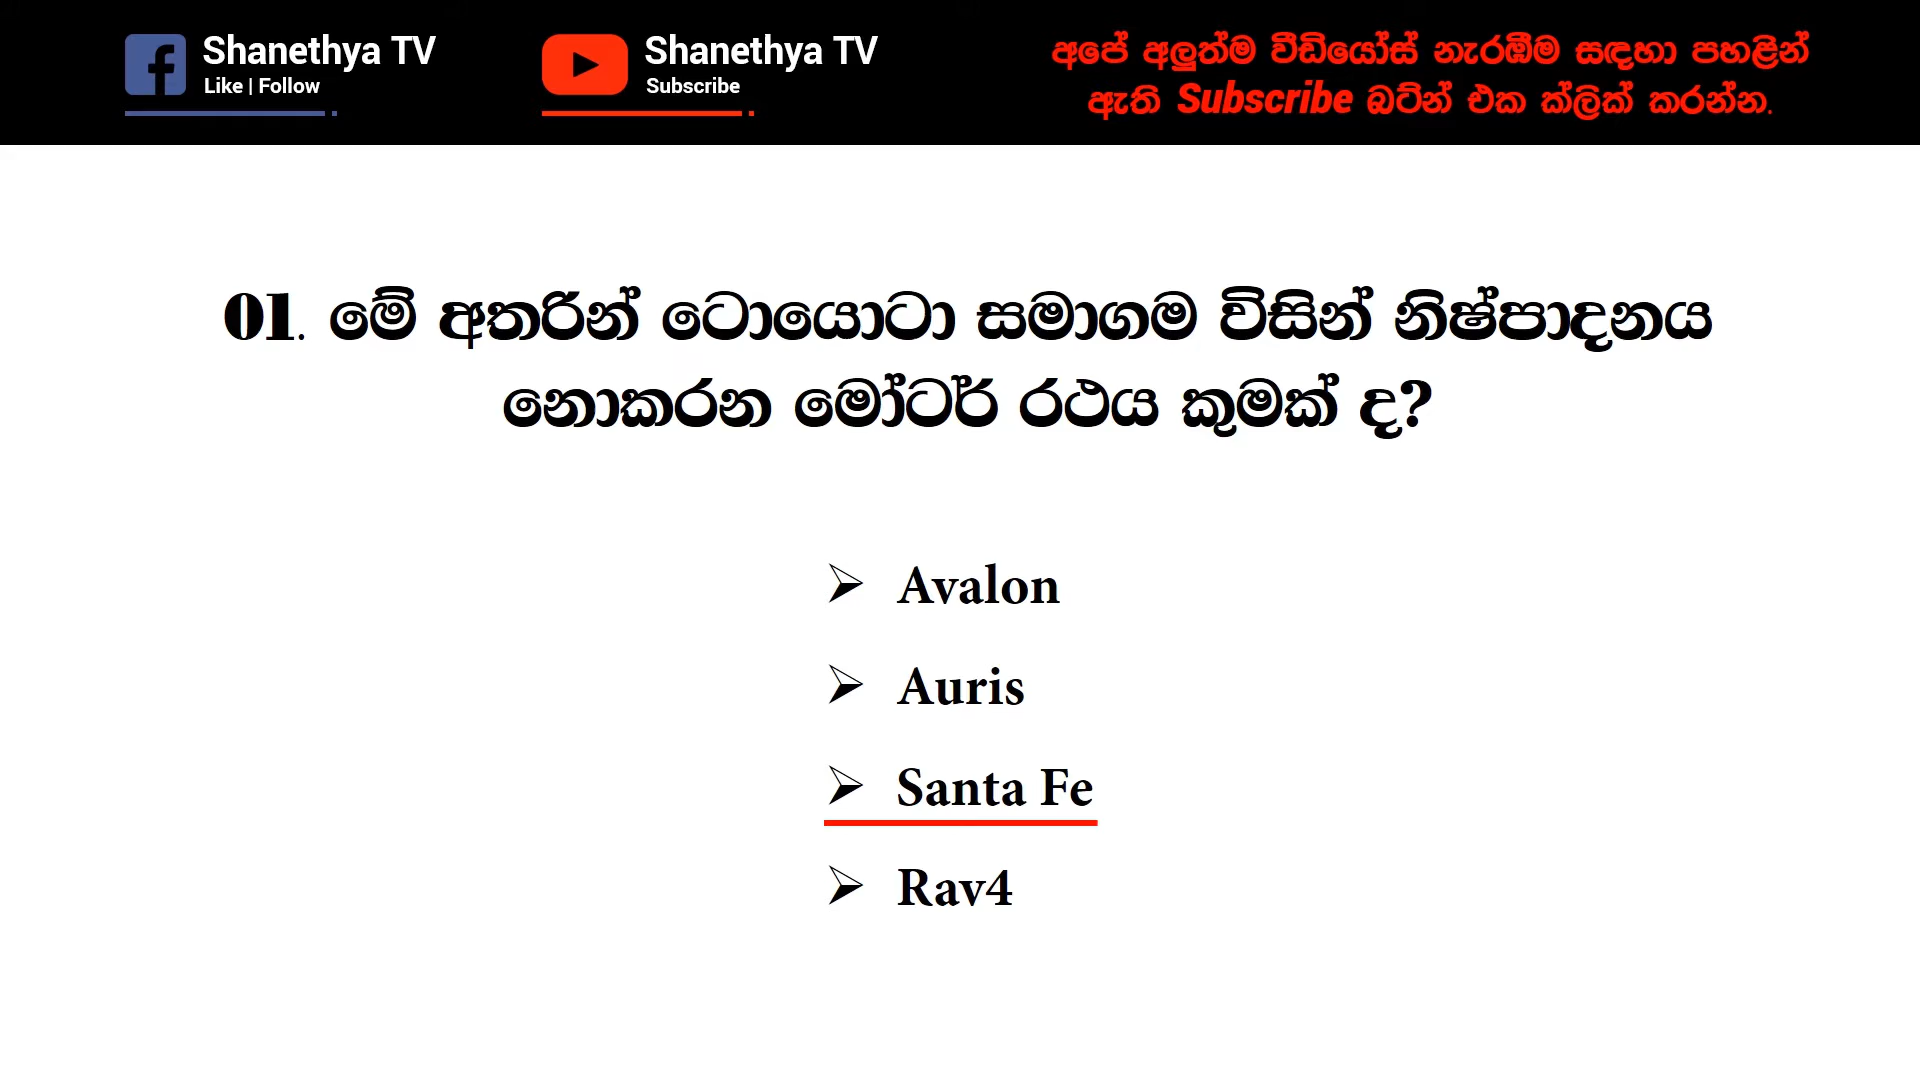 Shanethya TV
Like | Follow
Shanethya TV
Subscribe
අපේ අලුත්ම වීඩියෝස් නැරඹීම සඳහා පහළින්
ඇති Subscribe බටන් එක ක්ලික් කරන්න.
01. මේ අතරින් ටොයොටා සමාගම විසින් නිෂ්පාදනය
නොකරන මෝටර් රථය කුමක් ද?
➢ Avalon
➢ Auris
➢ Santa Fe
➢ Rav4